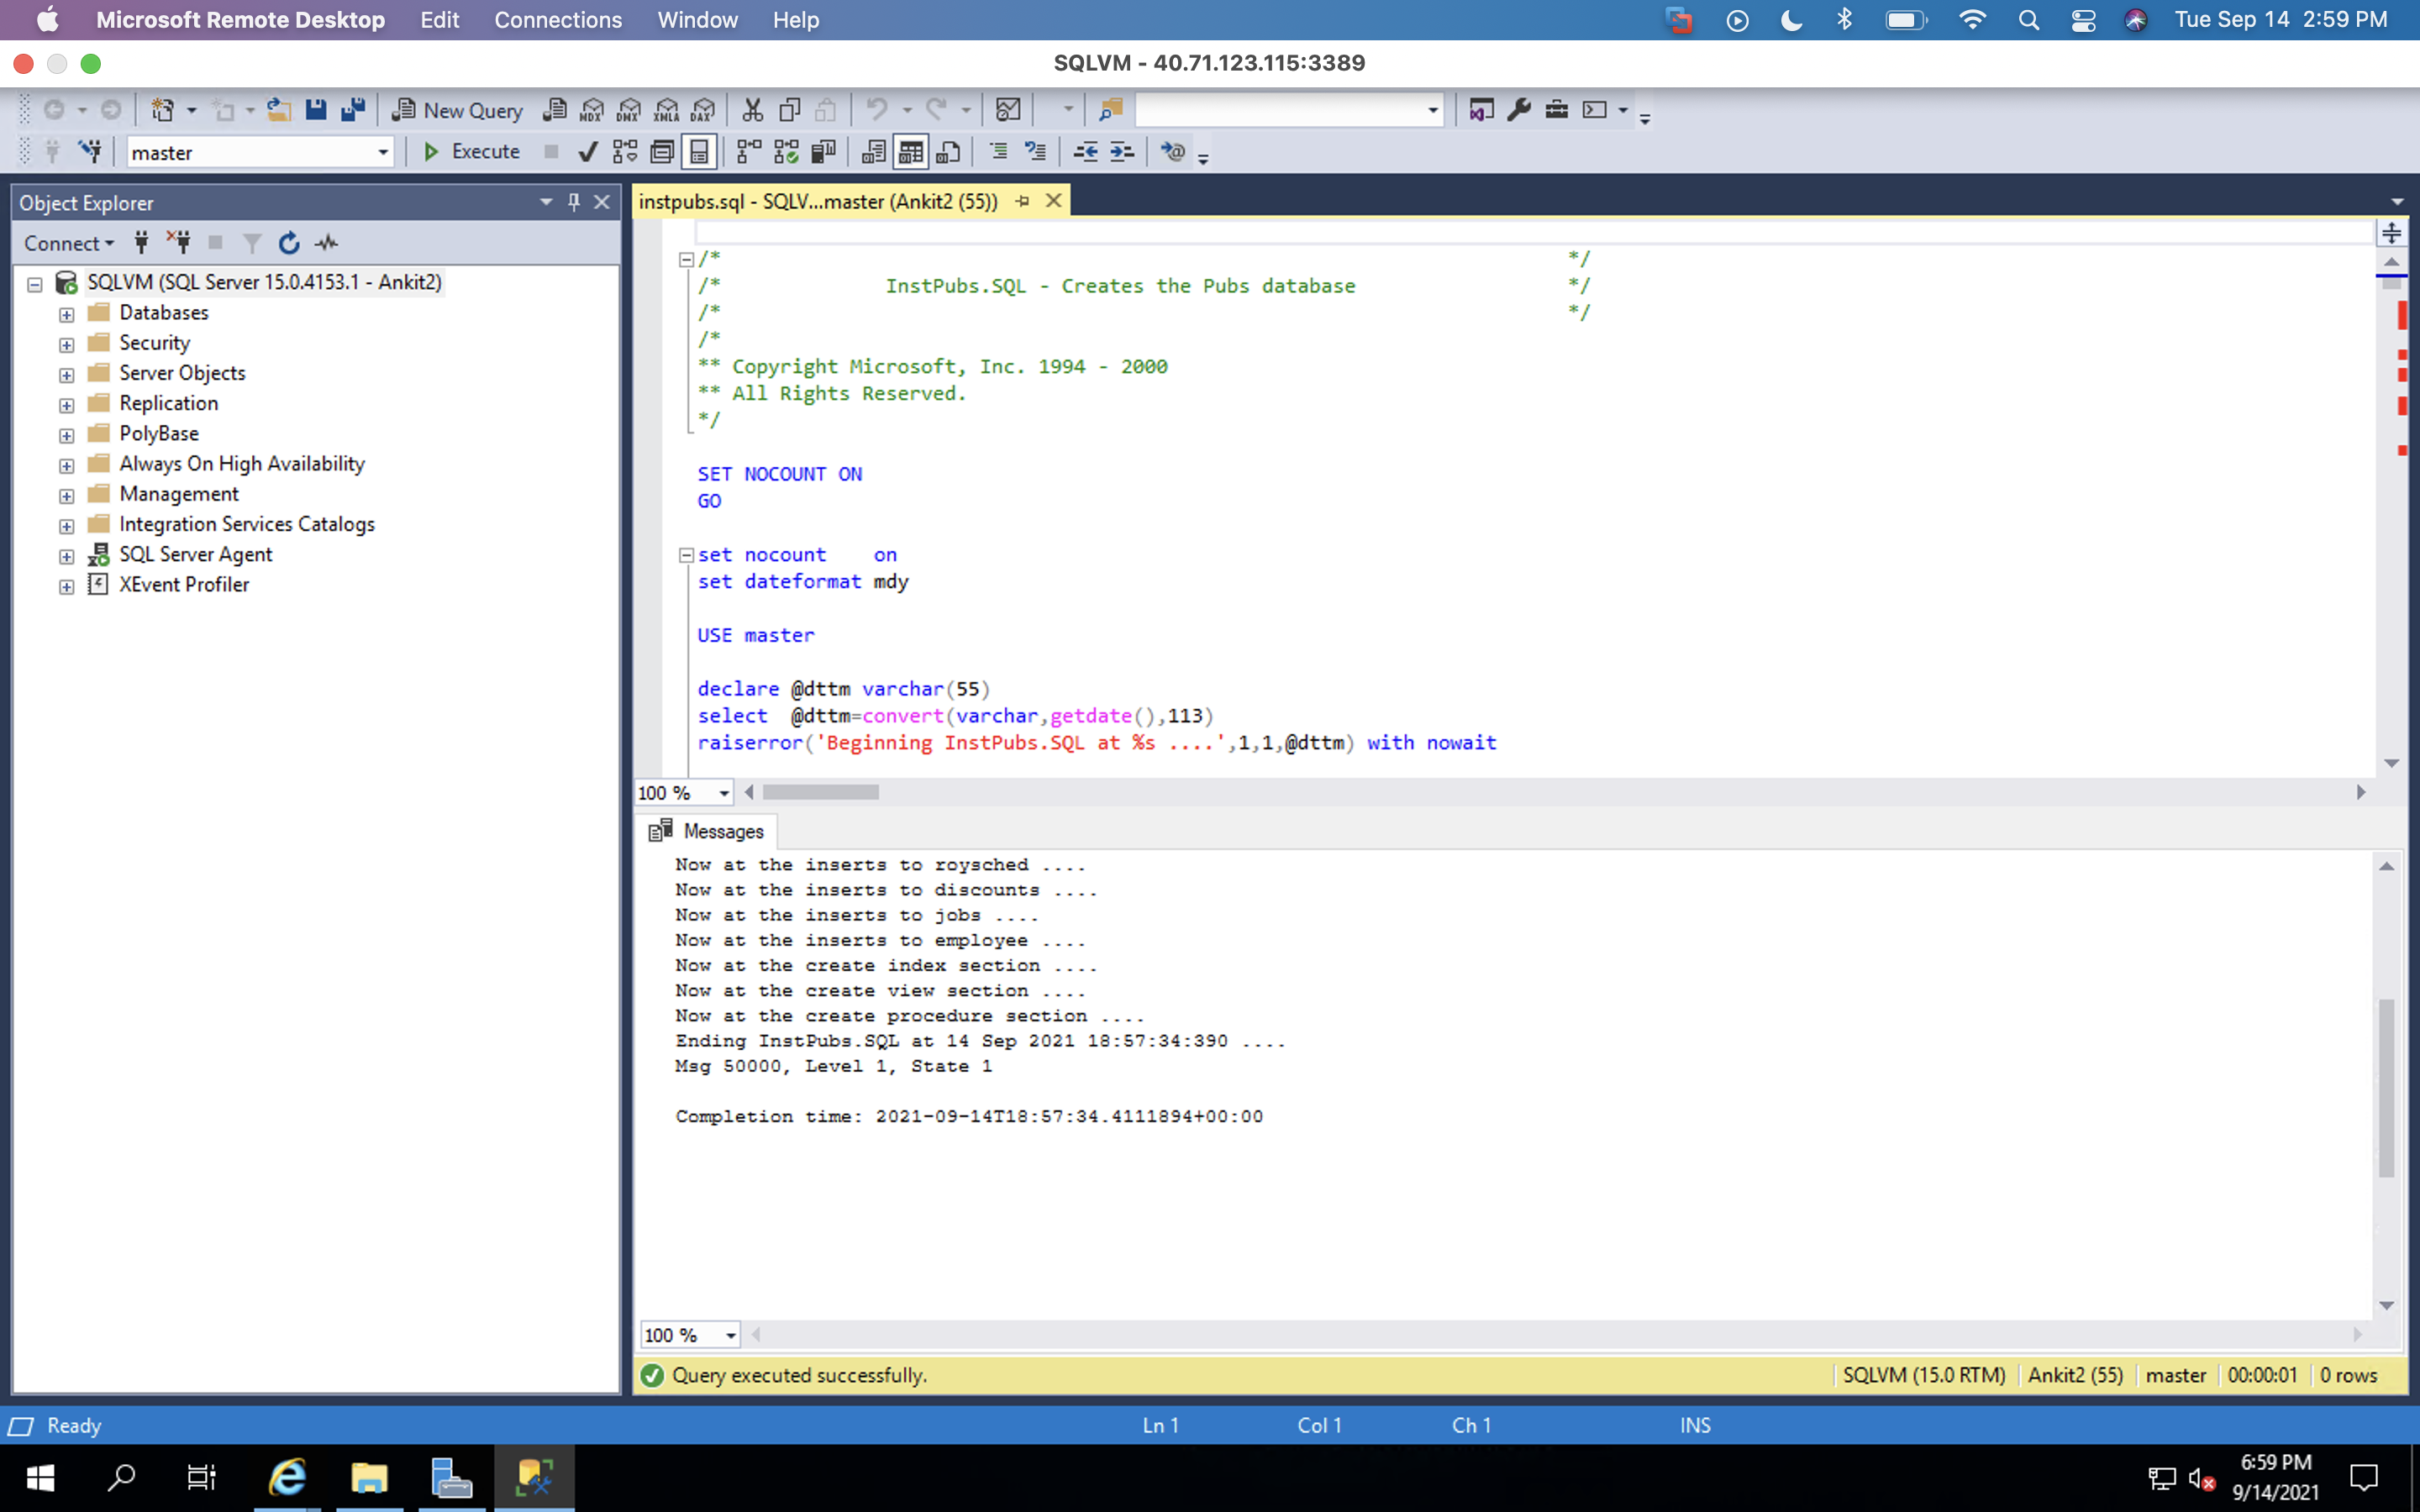 Microsoft Remote Desktop Edit Connections Window Help Tue Sep 14 2:59 PM
SQLVM - 40.71.123.115:3389
New Query MDX DMX XMLA DAX
master Execute
Object Explorer
Connect
SQLVM (SQL Server 15.0.4153.1 - Ankit2)
Databases
Security
Server Objects
Replication
PolyBase
Always On High Availability
Management
Integration Services Catalogs
SQL Server Agent
XEvent Profiler
instpubs.sql - SQLV...master (Ankit2 (55))
/* */
/* InstPubs.SQL - Creates the Pubs database */
/* */
/*
** Copyright Microsoft, Inc. 1994 - 2000
** All Rights Reserved.
*/
SET NOCOUNT ON
GO
set nocount on
set dateformat mdy
USE master
declare @dttm varchar(55)
select @dttm=convert(varchar,getdate(),113)
raiserror('Beginning InstPubs.SQL at %s ....',1,1,@dttm) with nowait
100 %
Messages
Now at the inserts to roysched ....
Now at the inserts to discounts ....
Now at the inserts to jobs ....
Now at the inserts to employee ....
Now at the create index section ....
Now at the create view section ....
Now at the create procedure section ....
Ending InstPubs.SQL at 14 Sep 2021 18:57:34:390 ....
Msg 50000, Level 1, State 1
Completion time: 2021-09-14T18:57:34.4111894+00:00
100 %
Query executed successfully. SQLVM (15.0 RTM) Ankit2 (55) master 00:00:01 0 rows
Ready Ln 1 Col 1 Ch 1 INS
6:59 PM
9/14/2021